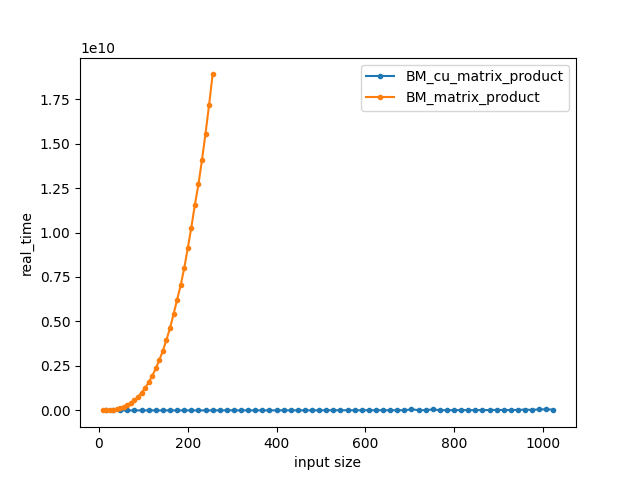 1e10
BM_cu_matrix_product
BM_matrix_product
1.75
1.50
1.25
1.00
0.75
0.50
0.25
0.00
real_time
0 200 400 600 800 1000
input size